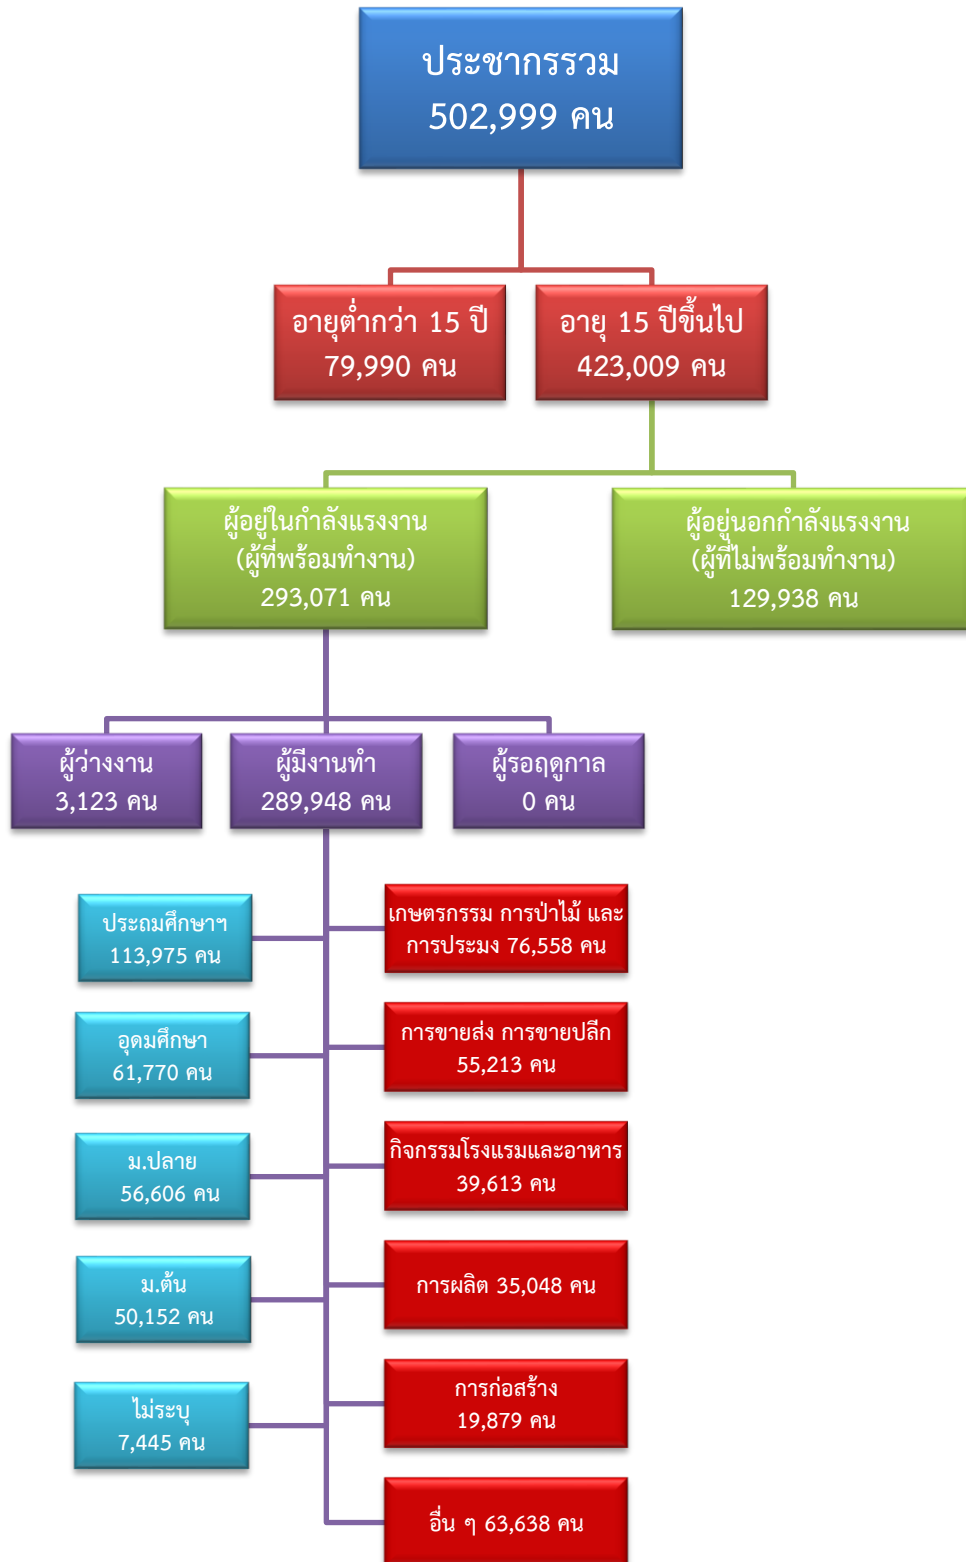 ประชากรรวม
502,999 คน
อายุต่ำกว่า 15 ปี
79,990 คน
อายุ 15 ปีขึ้นไป
423,009 คน
ผู้อยู่ในกำลังแรงงาน
(ผู้ที่พร้อมทำงาน)
293,071 คน
ผู้อยู่นอกกำลังแรงงาน
(ผู้ที่ไม่พร้อมทำงาน)
129,938 คน
ผู้ว่างงาน
3,123 คน
ผู้มีงานทำ
289,948 คน
ผู้รอฤดูกาล
0 คน
ประถมศึกษาฯ
113,975 คน
อุดมศึกษา
61,770 คน
ม.ปลาย
56,606 คน
ม.ต้น
50,152 คน
ไม่ระบุ
7,445 คน
เกษตรกรรม การป่าไม้ และ
การประมง 76,558 คน
การขายส่ง การขายปลีก
55,213 คน
กิจกรรมโรงแรมและอาหาร
39,613 คน
การผลิต 35,048 คน
การก่อสร้าง
19,879 คน
อื่น ๆ 63,638 คน